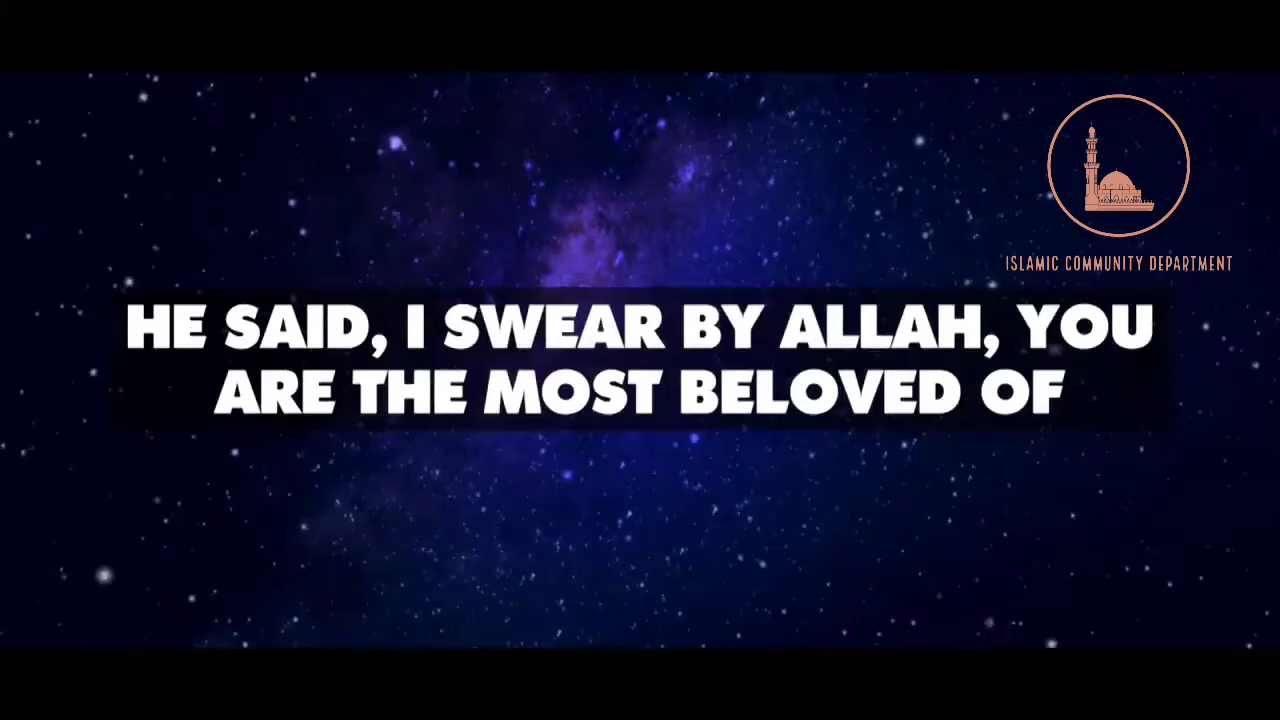 ISLAMIC COMMUNITY DEPARTMENT
HE SAID, I SWEAR BY ALLAH, YOU
ARE THE MOST BELOVED OF